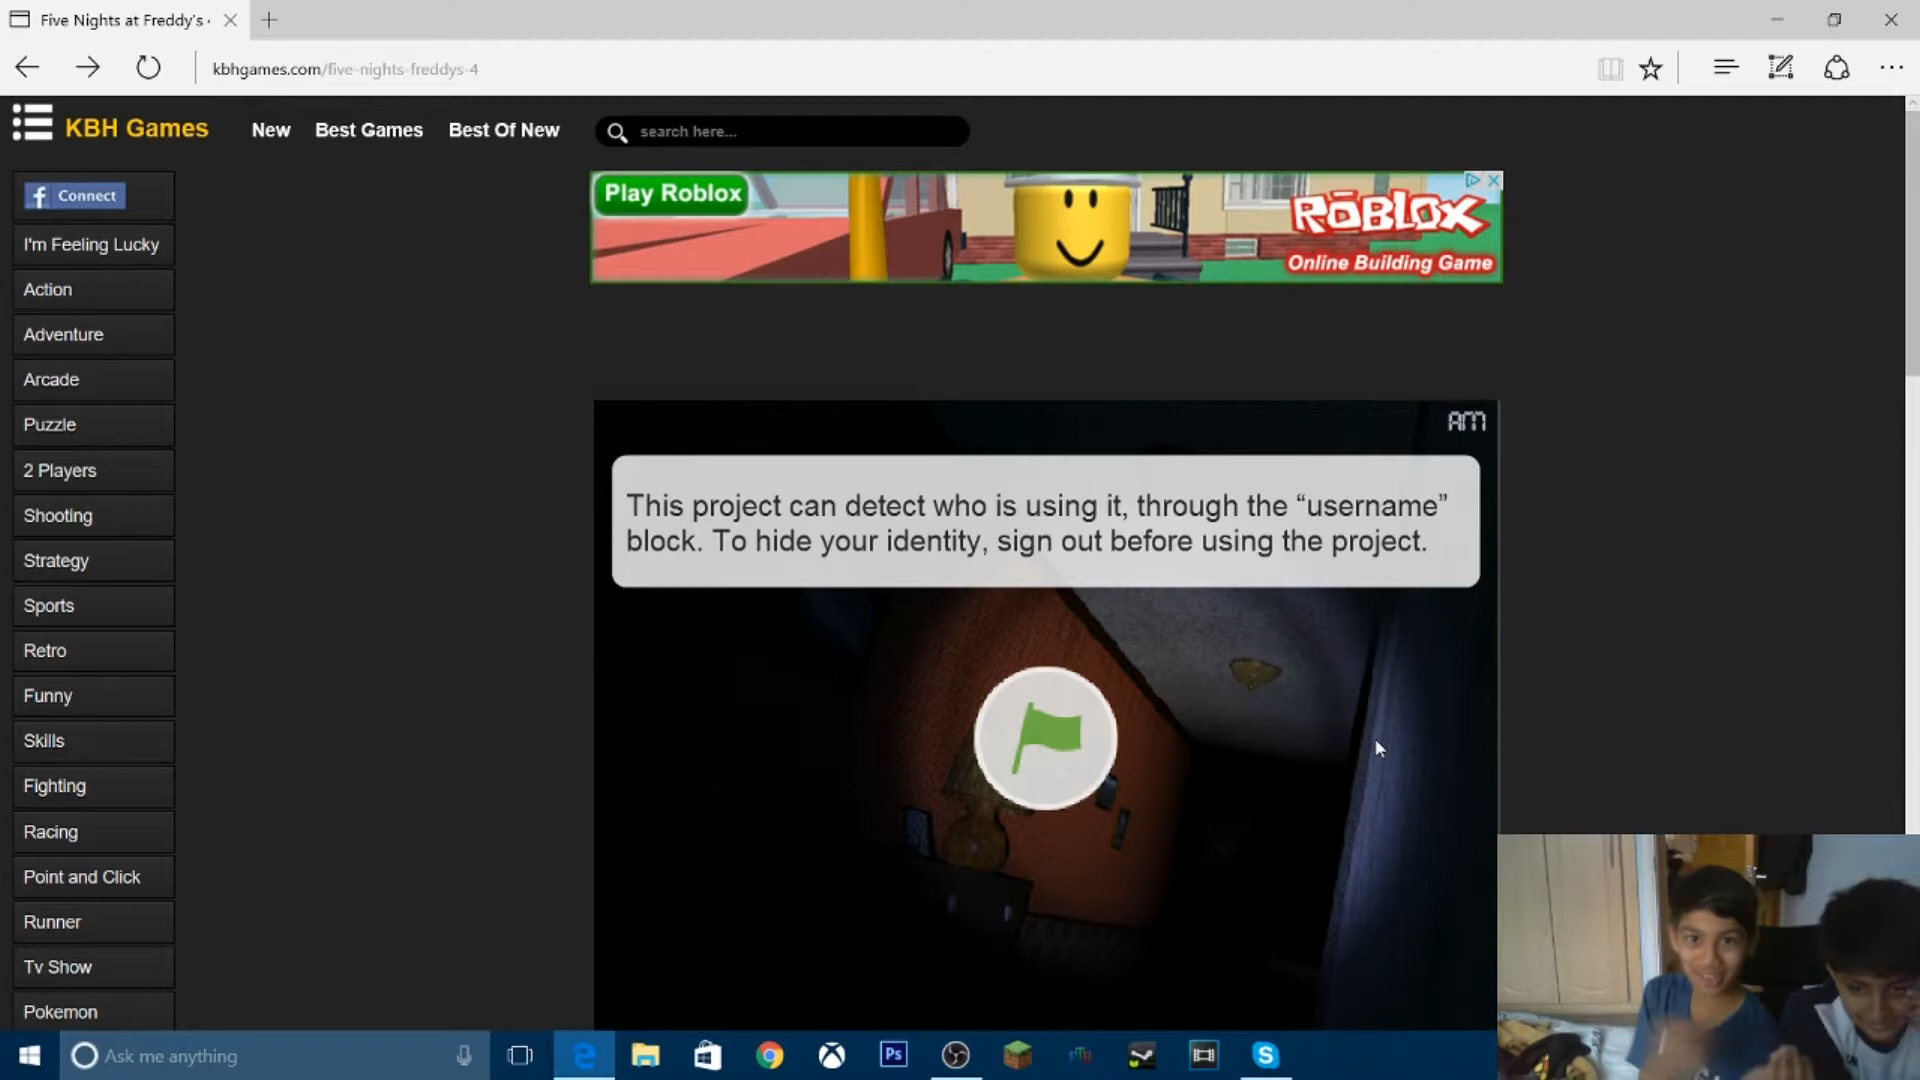 Five Nights at Freddy's
kbhgames.com/five-nights-freddys-4
KBH Games
New
Best Games
Best Of New
search here...
f Connect
I'm Feeling Lucky
Action
Adventure
Arcade
Puzzle
2 Players
Shooting
Strategy
Sports
Retro
Funny
Skills
Fighting
Racing
Point and Click
Runner
Tv Show
Pokemon
Play Roblox
ROBLOX
Online Building Game
AM
This project can detect who is using it, through the “username”
block. To hide your identity, sign out before using the project.
Ask me anything
Ps